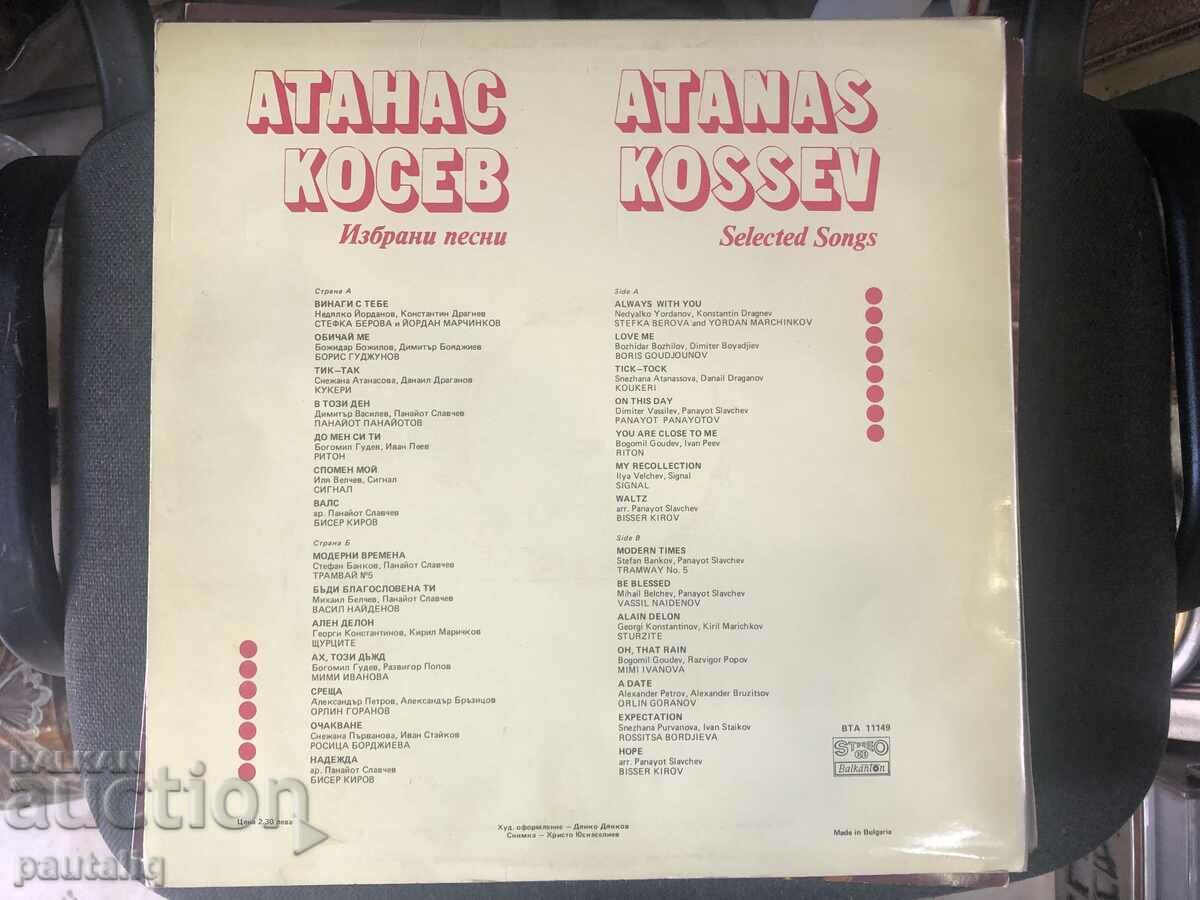 АТАНАС
КОСЕВ
Избрани песни
Страна А
ВИНАГИ С ТЕБЕ
Недялко Йорданов, Константин Драгнев
СТЕФКА БЕРОВА и ЙОРДАН МАРЧИНКОВ
ОБИЧАЙ МЕ
Божидар Божилов, Димитър Бояджиев
БОРИС ГУДЖУНОВ
ТИК–ТАК
Снежана Атанасова, Данаил Драганов
КУКЕРИ
В ТОЗИ ДЕН
Димитър Василев, Панайот Славчев
ПАНАЙОТ ПАНАЙОТОВ
ДО МЕН СИ ТИ
Богомил Гудев, Иван Пеев
РИТОН
СПОМЕН МОЙ
Иля Велчев, Сигнал
СИГНАЛ
ВАЛС
ар. Панайот Славчев
БИСЕР КИРОВ
Страна Б
МОДЕРНИ ВРЕМЕНА
Стефан Банков, Панайот Славчев
ТРАМВАЙ №5
БЪДИ БЛАГОСЛОВЕНА ТИ
Михаил Белчев, Панайот Славчев
ВАСИЛ НАЙДЕНОВ
АЛЕН ДЕЛОН
Георги Константинов, Кирил Маричков
ЩУРЦИТЕ
АХ, ТОЗИ ДЪЖД
Богомил Гудев, Развигор Попов
МИМИ ИВАНОВА
СРЕЩА
Александър Петров, Александър Бръзицов
ОРЛИН ГОРАНОВ
ОЧАКВАНЕ
Снежана Първанова, Иван Стайков
РОСИЦА БОРДЖИЕВА
НАДЕЖДА
ар. Панайот Славчев
БИСЕР КИРОВ
ATANAS
KOSSEV
Selected Songs
Side A
ALWAYS WITH YOU
Nedyalko Yordanov, Konstantin Dragnev
STEFKA BEROVA and YORDAN MARCHINKOV
LOVE ME
Bozhidar Bozhilov, Dimiter Boyadjiev
BORIS GOUDJOUNOV
TICK–TOCK
Snezhana Atanassova, Danail Draganov
KOUKERI
ON THIS DAY
Dimiter Vassilev, Panayot Slavchev
PANAYOT PANAYOTOV
YOU ARE CLOSE TO ME
Bogomil Goudev, Ivan Peev
RITON
MY RECOLLECTION
Ilya Velchev, Signal
SIGNAL
WALTZ
arr. Panayot Slavchev
BISSER KIROV
Side B
MODERN TIMES
Stefan Bankov, Panayot Slavchev
TRAMWAY No. 5
BE BLESSED
Mihail Belchev, Panayot Slavchev
VASSIL NAIDENOV
ALAIN DELON
Georgi Konstantinov, Kiril Marichkov
STURZITE
OH, THAT RAIN
Bogomil Goudev, Razvigor Popov
MIMI IVANOVA
A DATE
Alexander Petrov, Alexander Bruzitsov
ORLIN GORANOV
EXPECTATION
Snezhana Purvanova, Ivan Staikov
ROSSITSA BORDJIEVA
HOPE
arr. Panayot Slavchev
BISSER KIROV
BTA 11149
STEREO
Balkanton
Цена 2,30 лева
Худ. оформление – Дянко Дянков
Снимка – Христо Юскеселиев
Made in Bulgaria
BALKAN
auction
pautalig